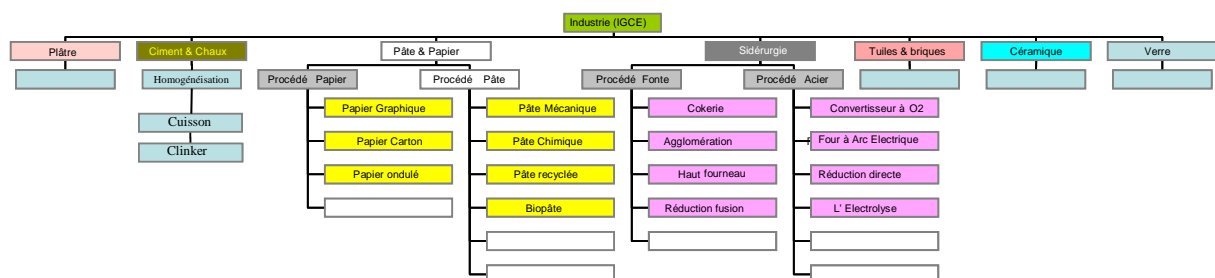 Industrie (IGCE)
Plâtre
Ciment & Chaux
Pâte & Papier
Sidérurgie
Tuiles & briques
Céramique
Verre
Homogénéisation
Procédé Papier
Procédé Pâte
Procédé Fonte
Procédé Acier
Cuisson
Clinker
Papier Graphique
Papier Carton
Papier ondulé
Pâte Mécanique
Pâte Chimique
Pâte recyclée
Biopâte
Cokerie
Agglomération
Haut fourneau
Réduction fusion
Convertisseur à O2
Four à Arc Electrique
Réduction directe
L' Electrolyse